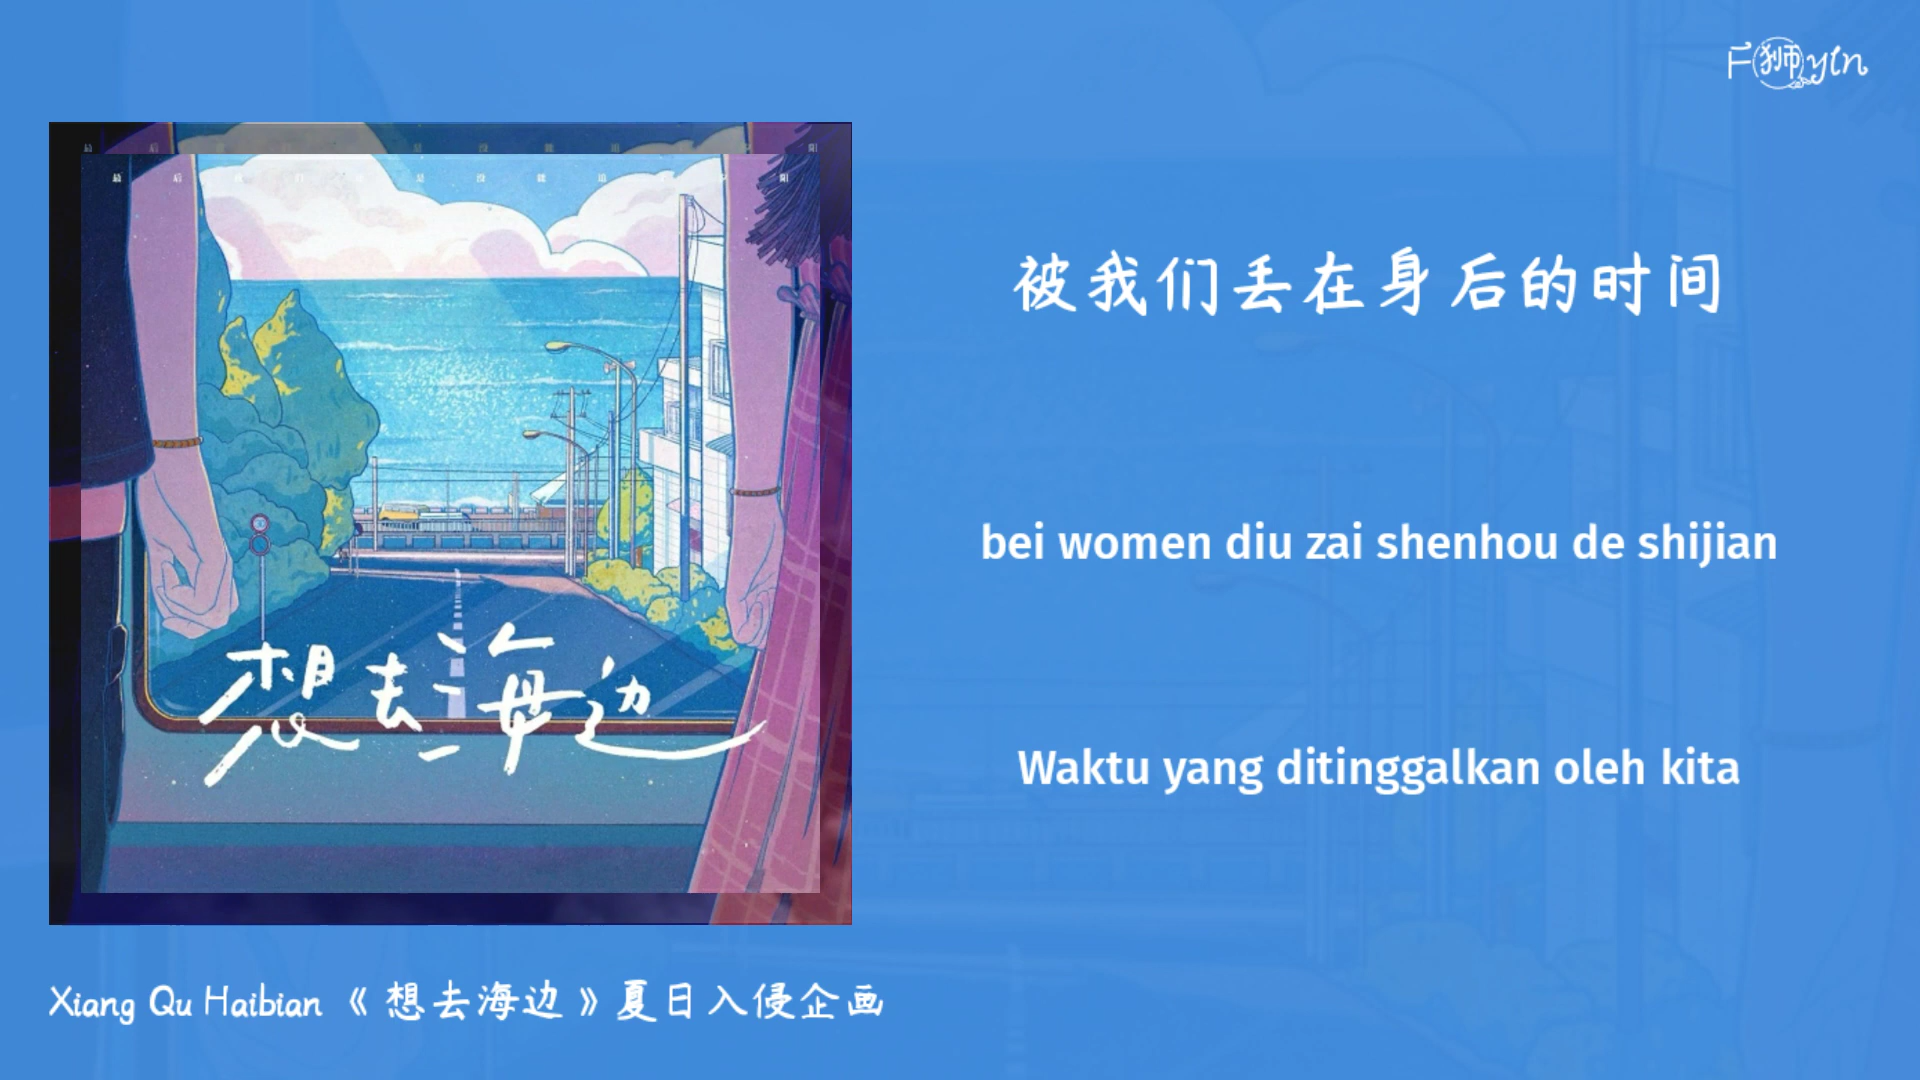 F狮yin
被我们丢在身后的时间
bei women diu zai shenhou de shijian
Waktu yang ditinggalkan oleh kita
想去海边
Xiang Qu Haibian《想去海边》夏日入侵企画